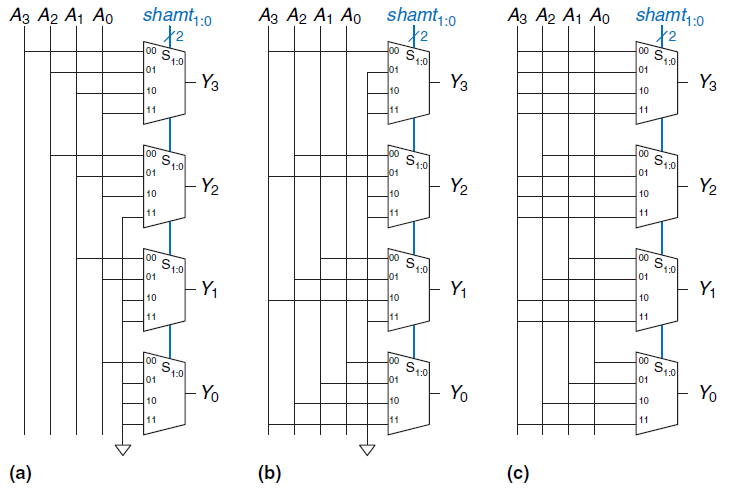 A3 A2 A1 A0 shamt1:0 A3 A2 A1 A0 shamt1:0 A3 A2 A1 A0 shamt1:0
2 2 2
00 S1:0 00 S1:0 00 S1:0
01 01 01
10 Y3 10 Y3 10 Y3
11 11 11
00 S1:0 00 S1:0 00 S1:0
01 01 01
10 Y2 10 Y2 10 Y2
11 11 11
00 S1:0 00 S1:0 00 S1:0
01 01 01
10 Y1 10 Y1 10 Y1
11 11 11
00 S1:0 00 S1:0 00 S1:0
01 01 01
10 Y0 10 Y0 10 Y0
11 11 11
(a) (b) (c)